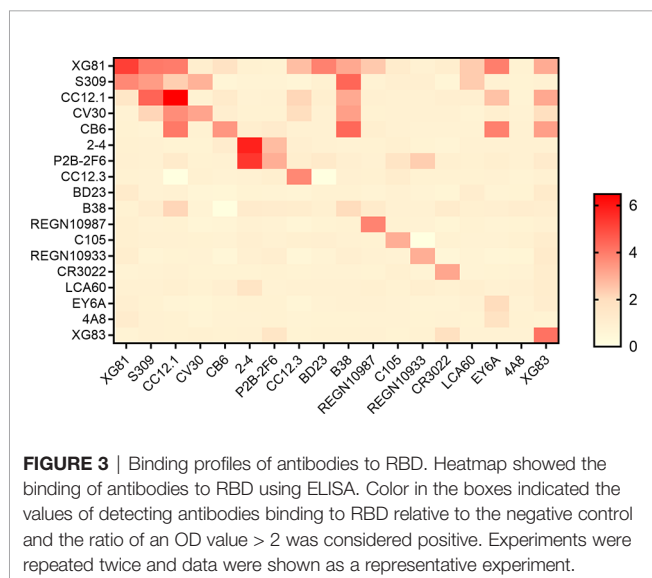 XG81
S309
CC12.1
CV30
CB6
2-4
P2B-2F6
CC12.3
BD23
B38
REGN10987
C105
REGN10933
CR3022
LCA60
EY6A
4A8
XG83
XG81
S309
CC12.1
CV30
CB6
2-4
P2B-2F6
CC12.3
BD23
B38
REGN10987
C105
REGN10933
CR3022
LCA60
EY6A
4A8
XG83
6
4
2
0
FIGURE 3 | Binding profiles of antibodies to RBD. Heatmap showed the
binding of antibodies to RBD using ELISA. Color in the boxes indicated the
values of detecting antibodies binding to RBD relative to the negative control
and the ratio of an OD value > 2 was considered positive. Experiments were
repeated twice and data were shown as a representative experiment.